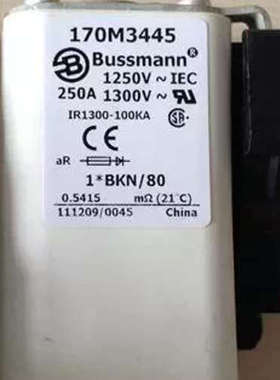 170M3445
Bussmann®
1250V ~ IEC
250A 1300V ~
IR1300-100KA
aR
1*BKN/80
0.5415 mΩ (21℃)
111209/0045 China